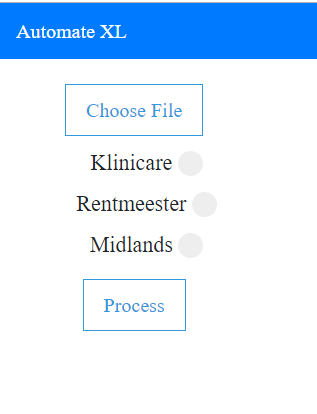 Automate XL
Choose File
Klinicare
Rentmeester
Midlands
Process